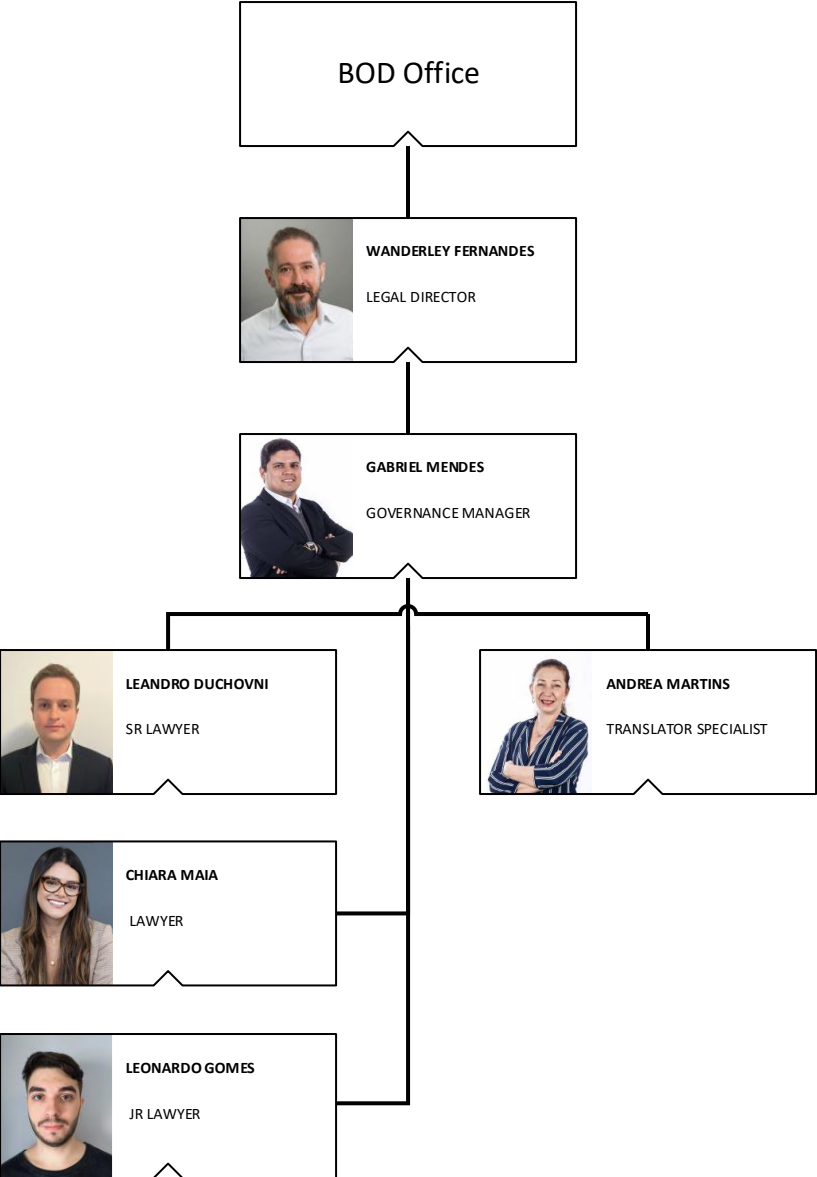 BOD Office
WANDERLEY FERNANDES
LEGAL DIRECTOR
GABRIEL MENDES
GOVERNANCE MANAGER
LEANDRO DUCHOVNI
SR LAWYER
ANDREA MARTINS
TRANSLATOR SPECIALIST
CHIARA MAIA
LAWYER
LEONARDO GOMES
JR LAWYER